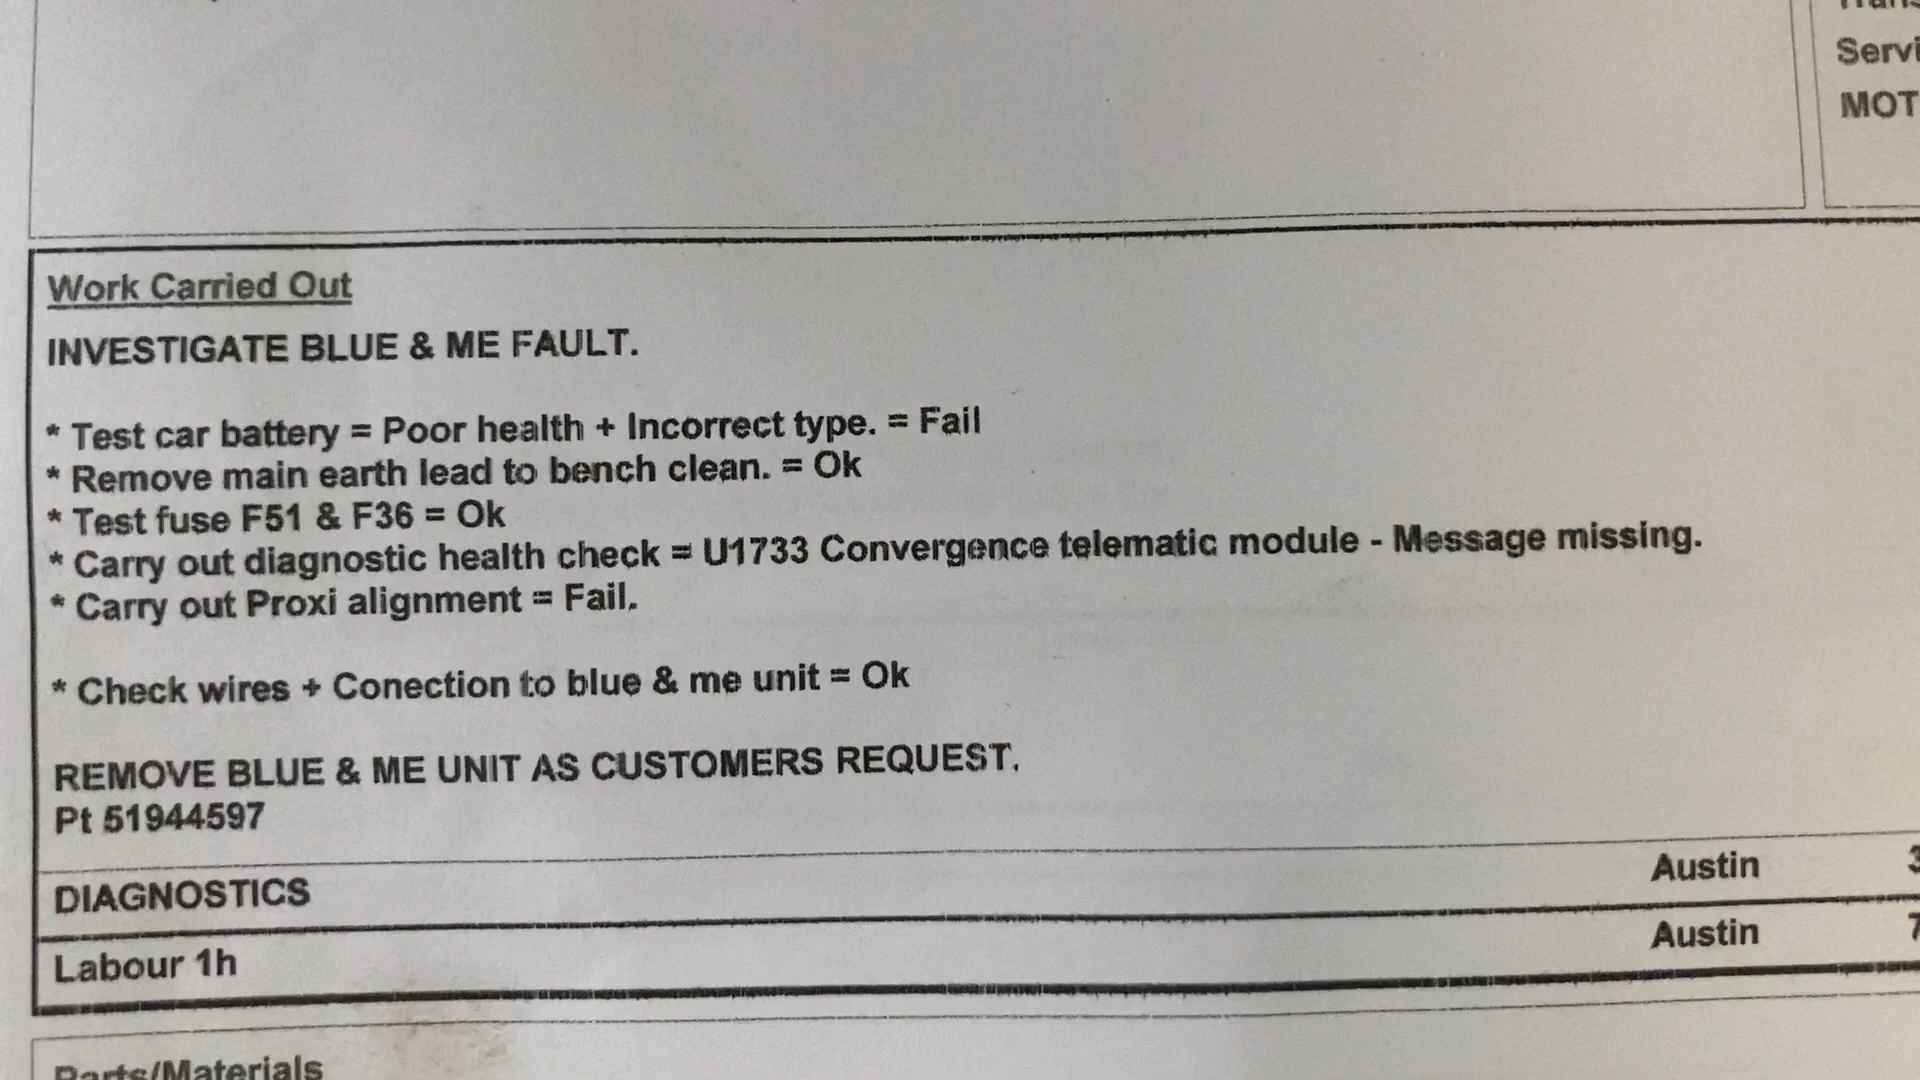 Servi
MOT
Work Carried Out
INVESTIGATE BLUE & ME FAULT.
* Test car battery = Poor health + Incorrect type. = Fail
* Remove main earth lead to bench clean. = Ok
* Test fuse F51 & F36 = Ok
* Carry out diagnostic health check = U1733 Convergence telematic module - Message missing.
* Carry out Proxi alignment = Fail.
* Check wires + Conection to blue & me unit = Ok
REMOVE BLUE & ME UNIT AS CUSTOMERS REQUEST.
Pt 51944597
DIAGNOSTICS Austin 3
Labour 1h Austin 7
Parts/Materials